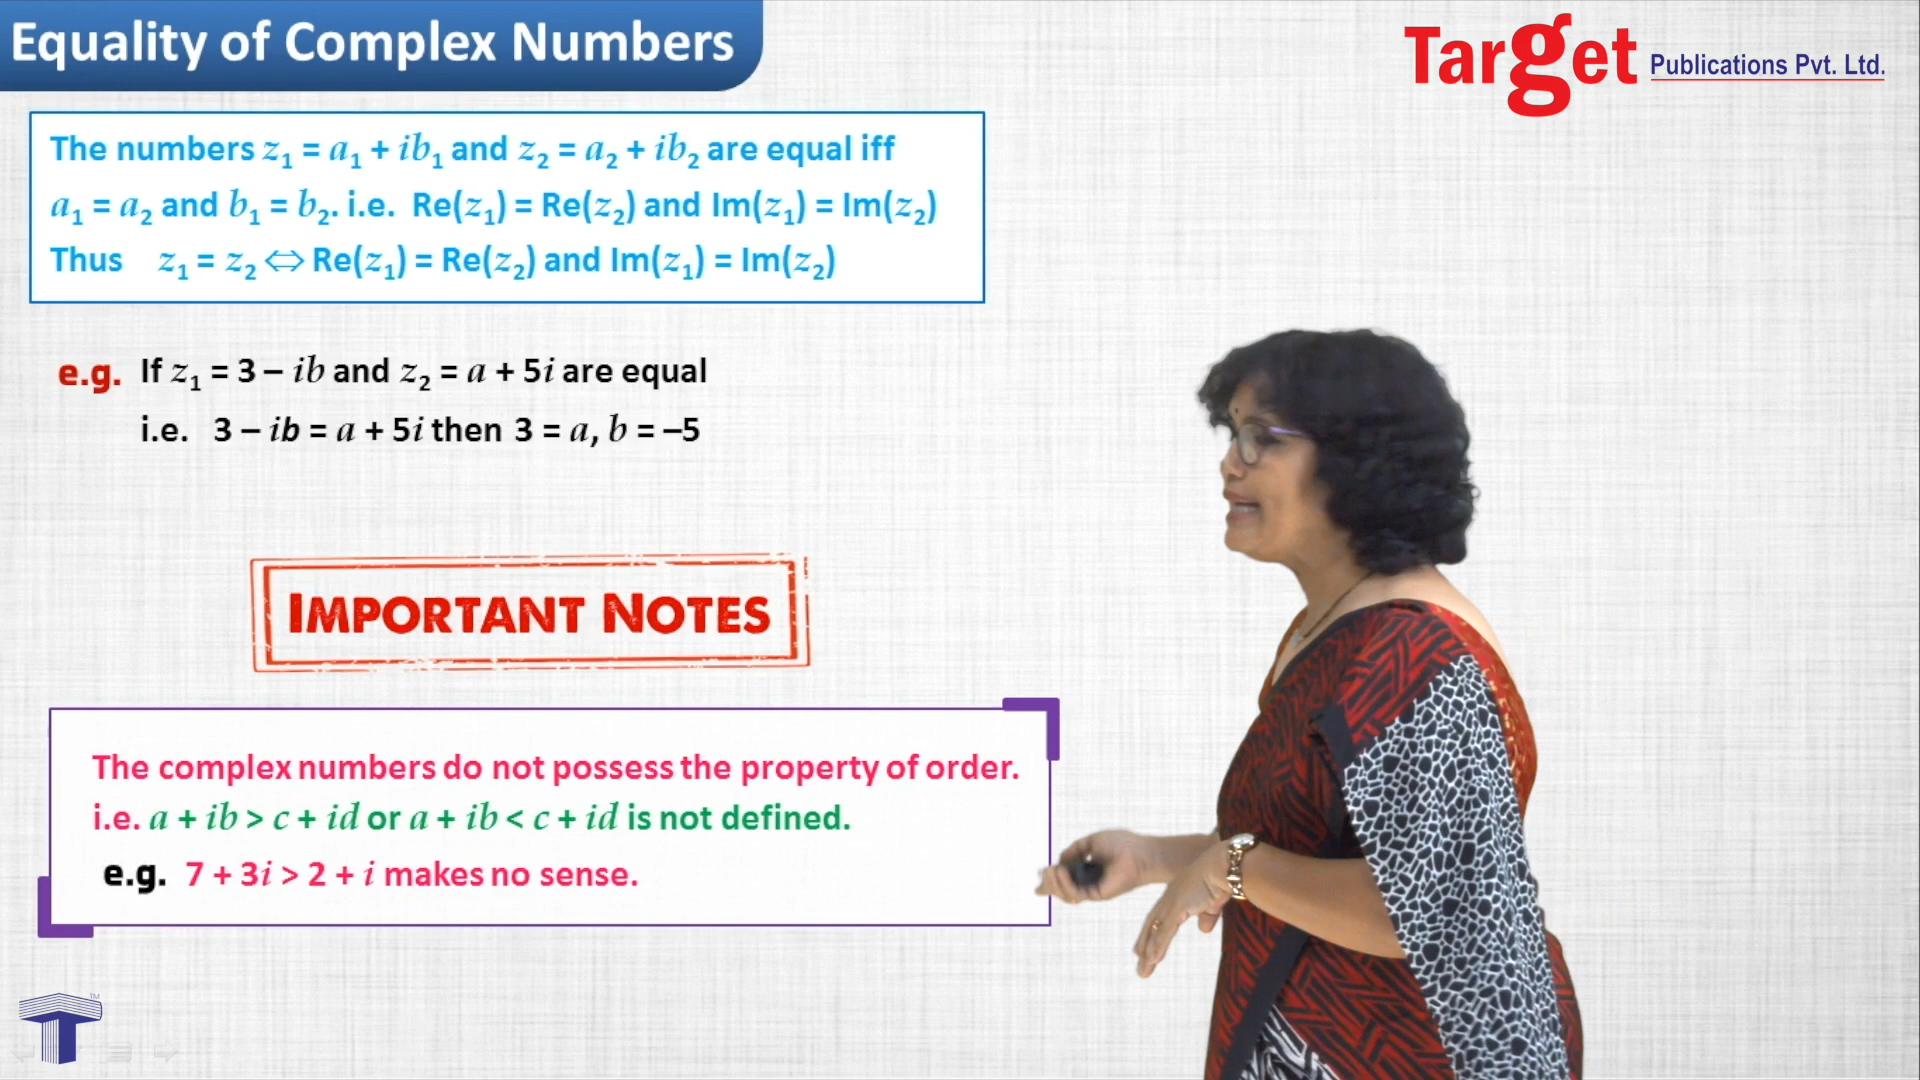 Equality of Complex Numbers
Target Publications Pvt. Ltd.
The numbers z₁ = a₁ + ib₁ and z₂ = a₂ + ib₂ are equal iff
a₁ = a₂ and b₁ = b₂. i.e. Re(z₁) = Re(z₂) and Im(z₁) = Im(z₂)
Thus z₁ = z₂ ⇔ Re(z₁) = Re(z₂) and Im(z₁) = Im(z₂)
e.g. If z₁ = 3 – ib and z₂ = a + 5i are equal
i.e. 3 – ib = a + 5i then 3 = a, b = –5
IMPORTANT NOTES
The complex numbers do not possess the property of order.
i.e. a + ib > c + id or a + ib < c + id is not defined.
e.g. 7 + 3i > 2 + i makes no sense.
TM